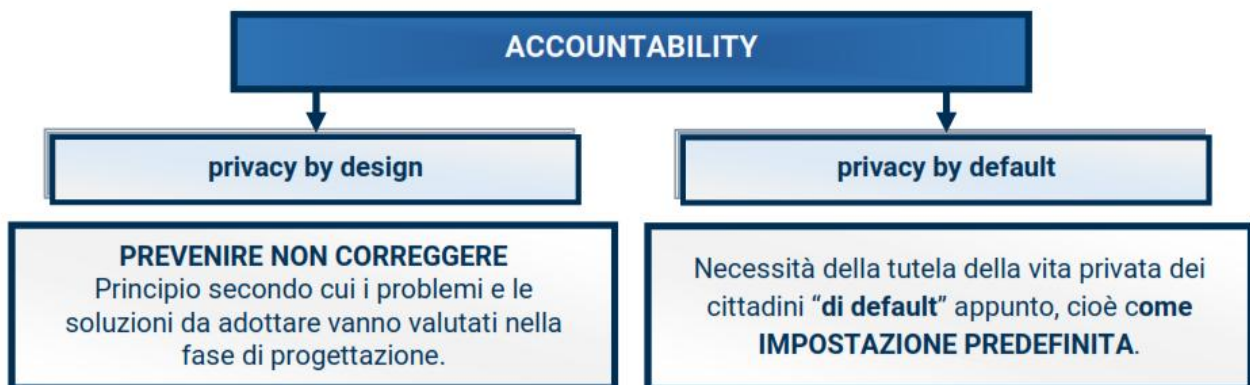 ACCOUNTABILITY
privacy by design
privacy by default
PREVENIRE NON CORREGGERE
Principio secondo cui i problemi e le
soluzioni da adottare vanno valutati nella
fase di progettazione.
Necessità della tutela della vita privata dei
cittadini “di default” appunto, cioè come
IMPOSTAZIONE PREDEFINITA.